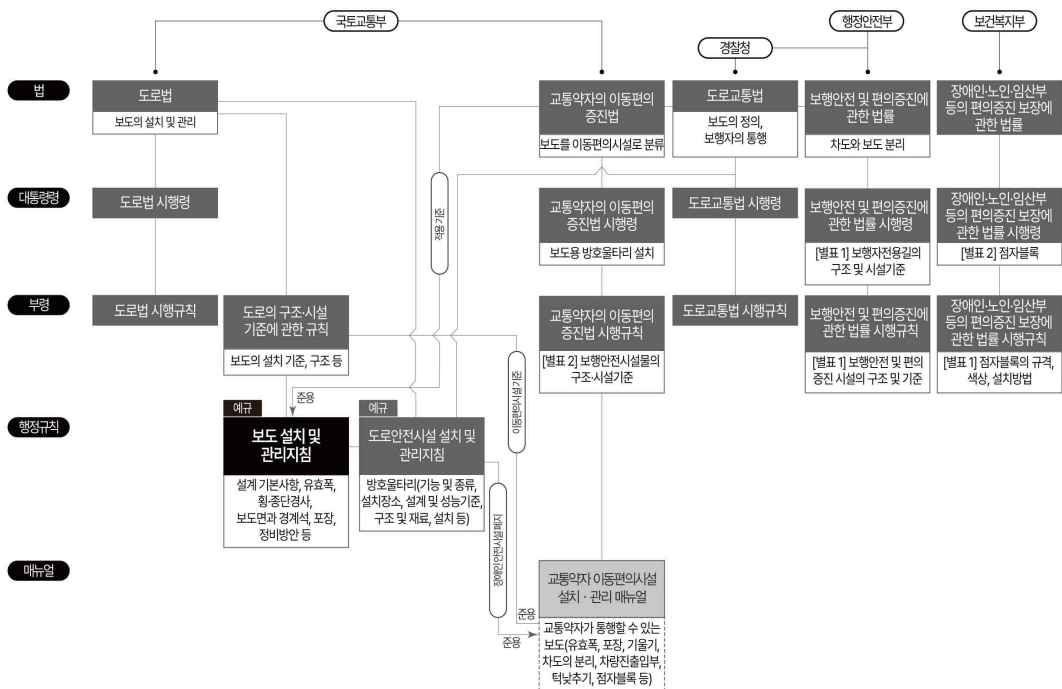 국토교통부
행정안전부
보건복지부
경찰청
법
도로법
보도의 설치 및 관리
교통약자의 이동편의
증진법
보도를 이동편의시설로 분류
도로교통법
보도의 정의,
보행자의 통행
보행안전 및 편의증진에
관한 법률
차도와 보도 분리
장애인·노인·임산부
등의 편의증진 보장에
관한 법률
대통령령
도로법 시행령
적용 기준
교통약자의 이동편의
증진법 시행령
보도용 방호울타리 설치
도로교통법 시행령
보행안전 및 편의증진에
관한 법률 시행령
[별표 1] 보행자전용길의
구조 및 시설기준
장애인·노인·임산부
등의 편의증진 보장에
관한 법률 시행령
[별표 2] 점자블록
부령
도로법 시행규칙
도로의 구조·시설
기준에 관한 규칙
보도의 설치 기준, 구조 등
이동편의시설 기준
교통약자의 이동편의
증진법 시행규칙
[별표 2] 보행안전시설물의
구조·시설기준
도로교통법 시행규칙
보행안전 및 편의증진에
관한 법률 시행규칙
[별표 1] 보행안전 및 편의
증진 시설의 구조 및 기준
장애인·노인·임산부
등의 편의증진 보장에
관한 법률 시행규칙
[별표 1] 점자블록의 규격,
색상, 설치방법
준용
행정규칙
예규
보도 설치 및
관리지침
설계 기본사항, 유효폭,
횡·종단경사,
보도면과 경계석, 포장,
정비방안 등
예규
도로안전시설 설치 및
관리지침
방호울타리(기능 및 종류,
설치장소, 설계 및 성능기준,
구조 및 재료, 설치 등)
장애인 안전시설 폐지
매뉴얼
교통약자 이동편의시설
설치 · 관리 매뉴얼
준용
준용
교통약자가 통행할 수 있는
보도(유효폭, 포장, 기울기,
차도의 분리, 차량진출입부,
턱낮추기, 점자블록 등)